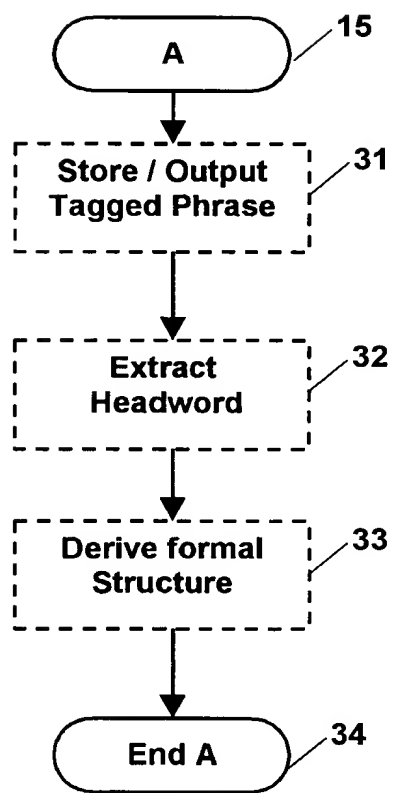 A
15
Store / Output
Tagged Phrase
31
Extract
Headword
32
Derive formal
Structure
33
End A
34